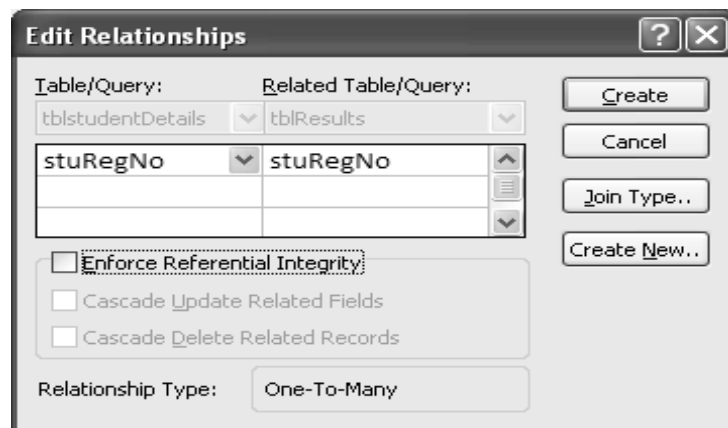 Edit Relationships
Table/Query: Related Table/Query:
tblstudentDetails tblResults
stuRegNo stuRegNo
Enforce Referential Integrity
Cascade Update Related Fields
Cascade Delete Related Records
Relationship Type: One-To-Many
Create
Cancel
Join Type..
Create New..